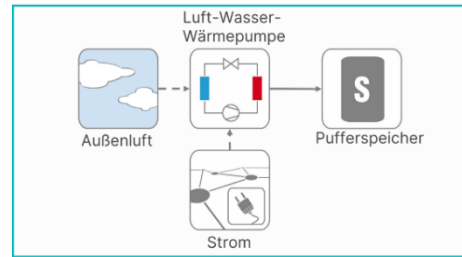 Luft-Wasser-
Wärmepumpe
S
Außenluft
Pufferspeicher
Strom